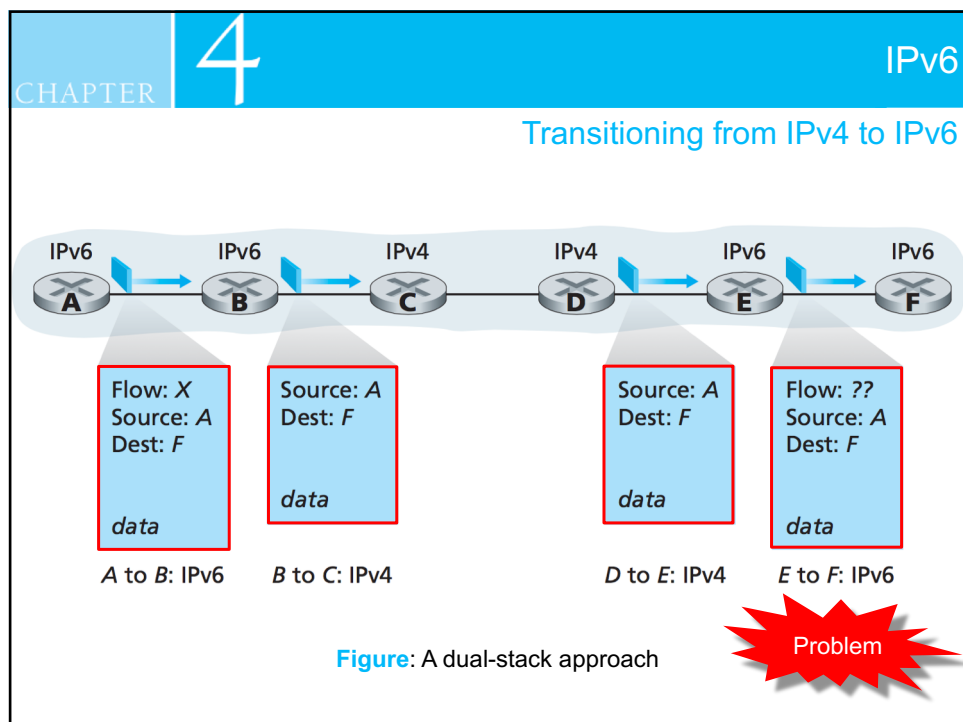 CHAPTER 4
IPv6
Transitioning from IPv4 to IPv6
IPv6 IPv6 IPv4 IPv4 IPv6 IPv6
A B C D E F
Flow: X
Source: A
Dest: F
data
Source: A
Dest: F
data
Source: A
Dest: F
data
Flow: ??
Source: A
Dest: F
data
A to B: IPv6
B to C: IPv4
D to E: IPv4
E to F: IPv6
Problem
Figure: A dual-stack approach